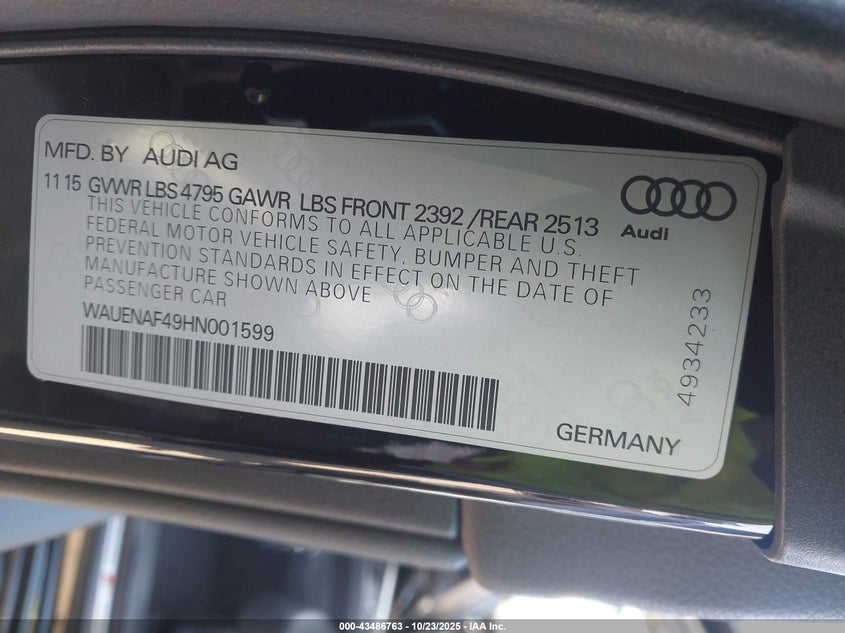 MFD. BY AUDI AG
11 15 GVWR LBS 4795 GAWR LBS FRONT 2392 /REAR 2513
THIS VEHICLE CONFORMS TO ALL APPLICABLE U.S.
FEDERAL MOTOR VEHICLE SAFETY, BUMPER AND THEFT
PREVENTION STANDARDS IN EFFECT ON THE DATE OF
MANUFACTURE SHOWN ABOVE
PASSENGER CAR
WAUENAF49HN001599
Audi
4934233
GERMANY
000-43486763 - 10/23/2025 - IAA Inc.